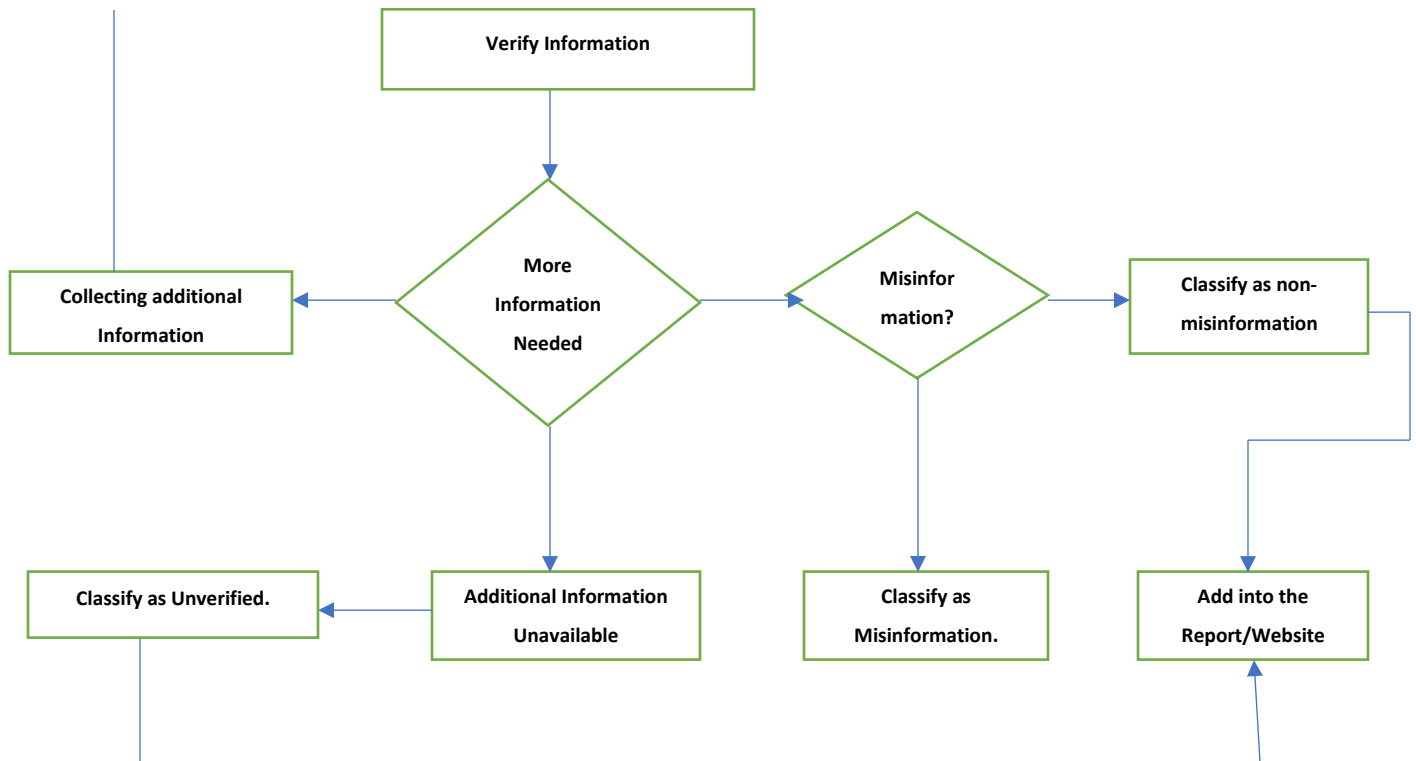 Verify Information
More
Information
Needed
Misinfor
mation?
Classify as non-
misinformation
Collecting additional
Information
Classify as Unverified.
Additional Information
Unavailable
Classify as
Misinformation.
Add into the
Report/Website